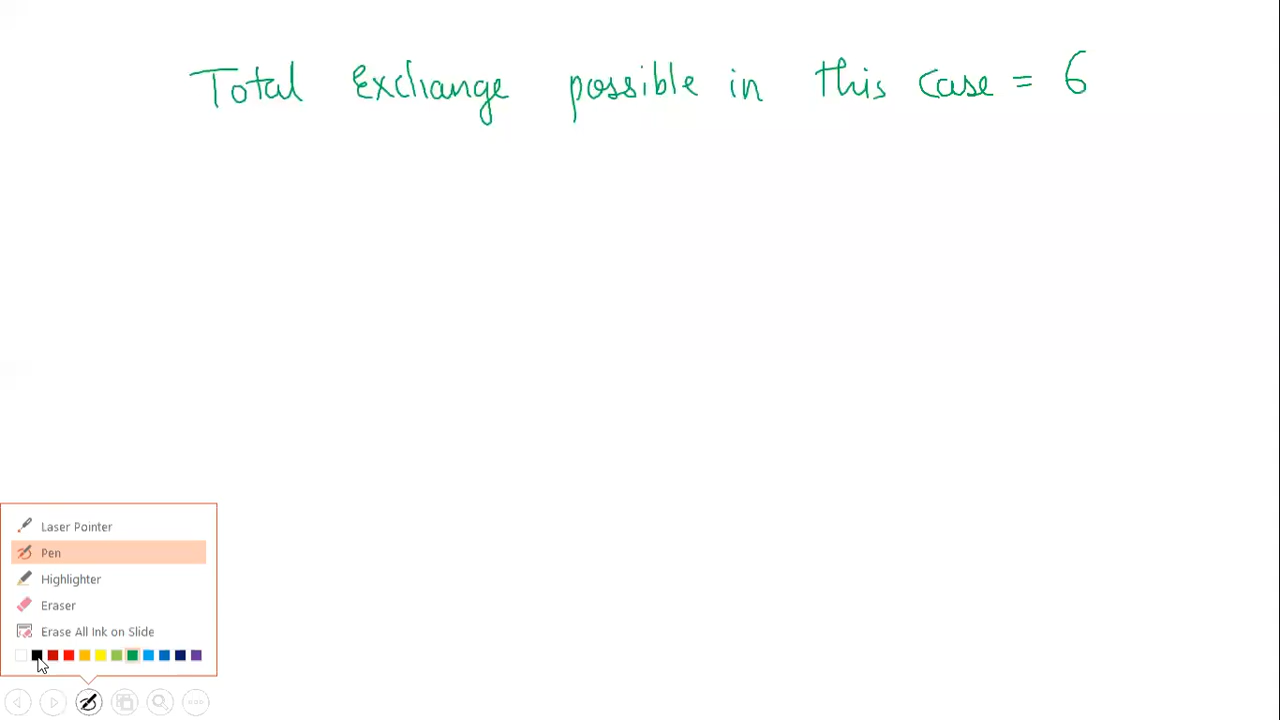 Total Exchange possible in this case = 6
Laser Pointer
Pen
Highlighter
Eraser
Erase All Ink on Slide